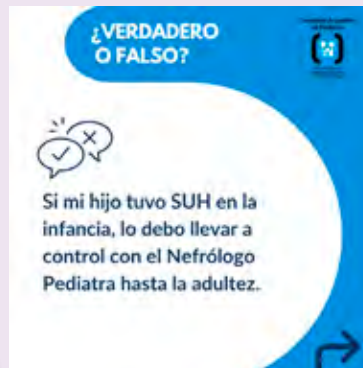 ¿VERDADERO
O FALSO?
Si mi hijo tuvo SUH en la
infancia, lo debo llevar a
control con el Nefrólogo
Pediatra hasta la adultez.